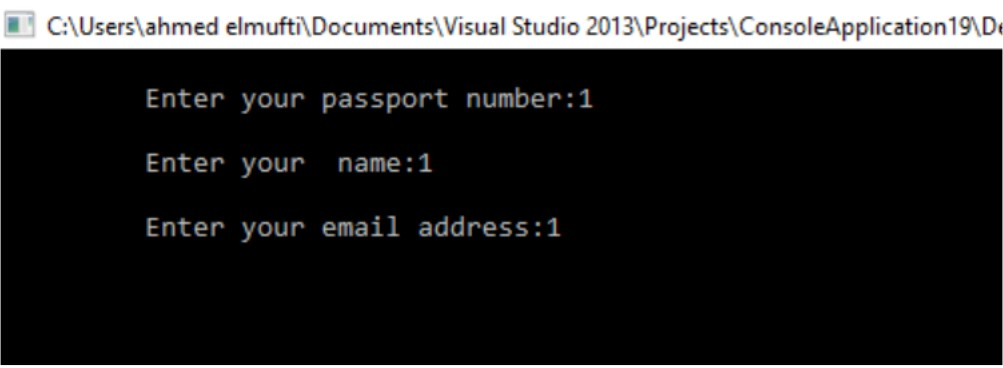 C:\Users\ahmed elmufti\Documents\Visual Studio 2013\Projects\ConsoleApplication19\De
Enter your passport number:1
Enter your  name:1
Enter your email address:1